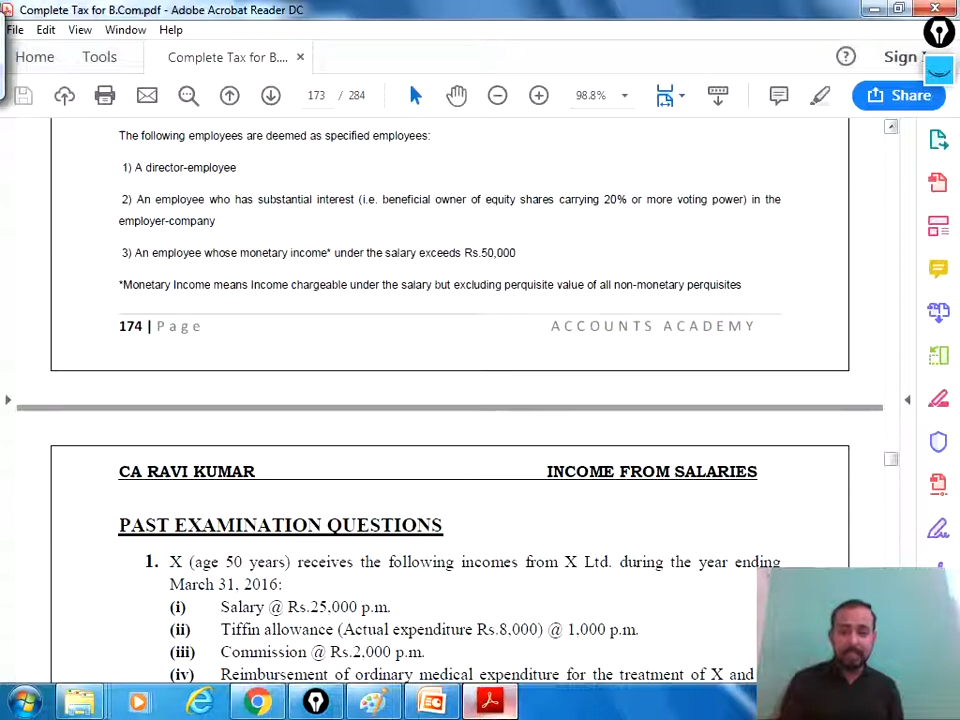 Complete Tax for B.Com.pdf - Adobe Acrobat Reader DC
File Edit View Window Help
Home Tools Complete Tax for B.... × ? Sign
173 / 284 98.8% Share
The following employees are deemed as specified employees:
1) A director-employee
2) An employee who has substantial interest (i.e. beneficial owner of equity shares carrying 20% or more voting power) in the
employer-company
3) An employee whose monetary income* under the salary exceeds Rs.50,000
*Monetary Income means Income chargeable under the salary but excluding perquisite value of all non-monetary perquisites
174 | Page ACCOUNTS ACADEMY
CA RAVI KUMAR INCOME FROM SALARIES
PAST EXAMINATION QUESTIONS
1. X (age 50 years) receives the following incomes from X Ltd. during the year ending
March 31, 2016:
(i) Salary @ Rs.25,000 p.m.
(ii) Tiffin allowance (Actual expenditure Rs.8,000) @ 1,000 p.m.
(iii) Commission @ Rs.2,000 p.m.
(iv) Reimbursement of ordinary medical expenditure for the treatment of X and